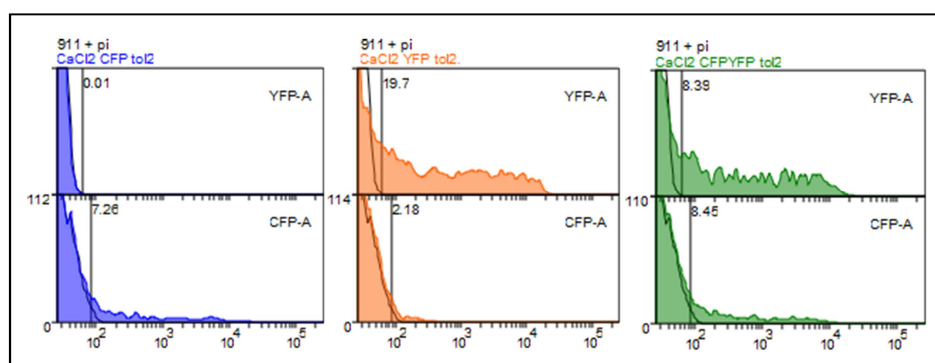 911 + pi
CaCl2 CFP tol2
0.01
YFP-A
112
7.26
CFP-A
0
10^2 10^3 10^4 10^5
911 + pi
CaCl2 YFP tol2.
19.7
YFP-A
114
2.18
CFP-A
0
10^2 10^3 10^4 10^5
911 + pi
CaCl2 CFPYFP tol2
8.39
YFP-A
110
8.45
CFP-A
0
10^2 10^3 10^4 10^5